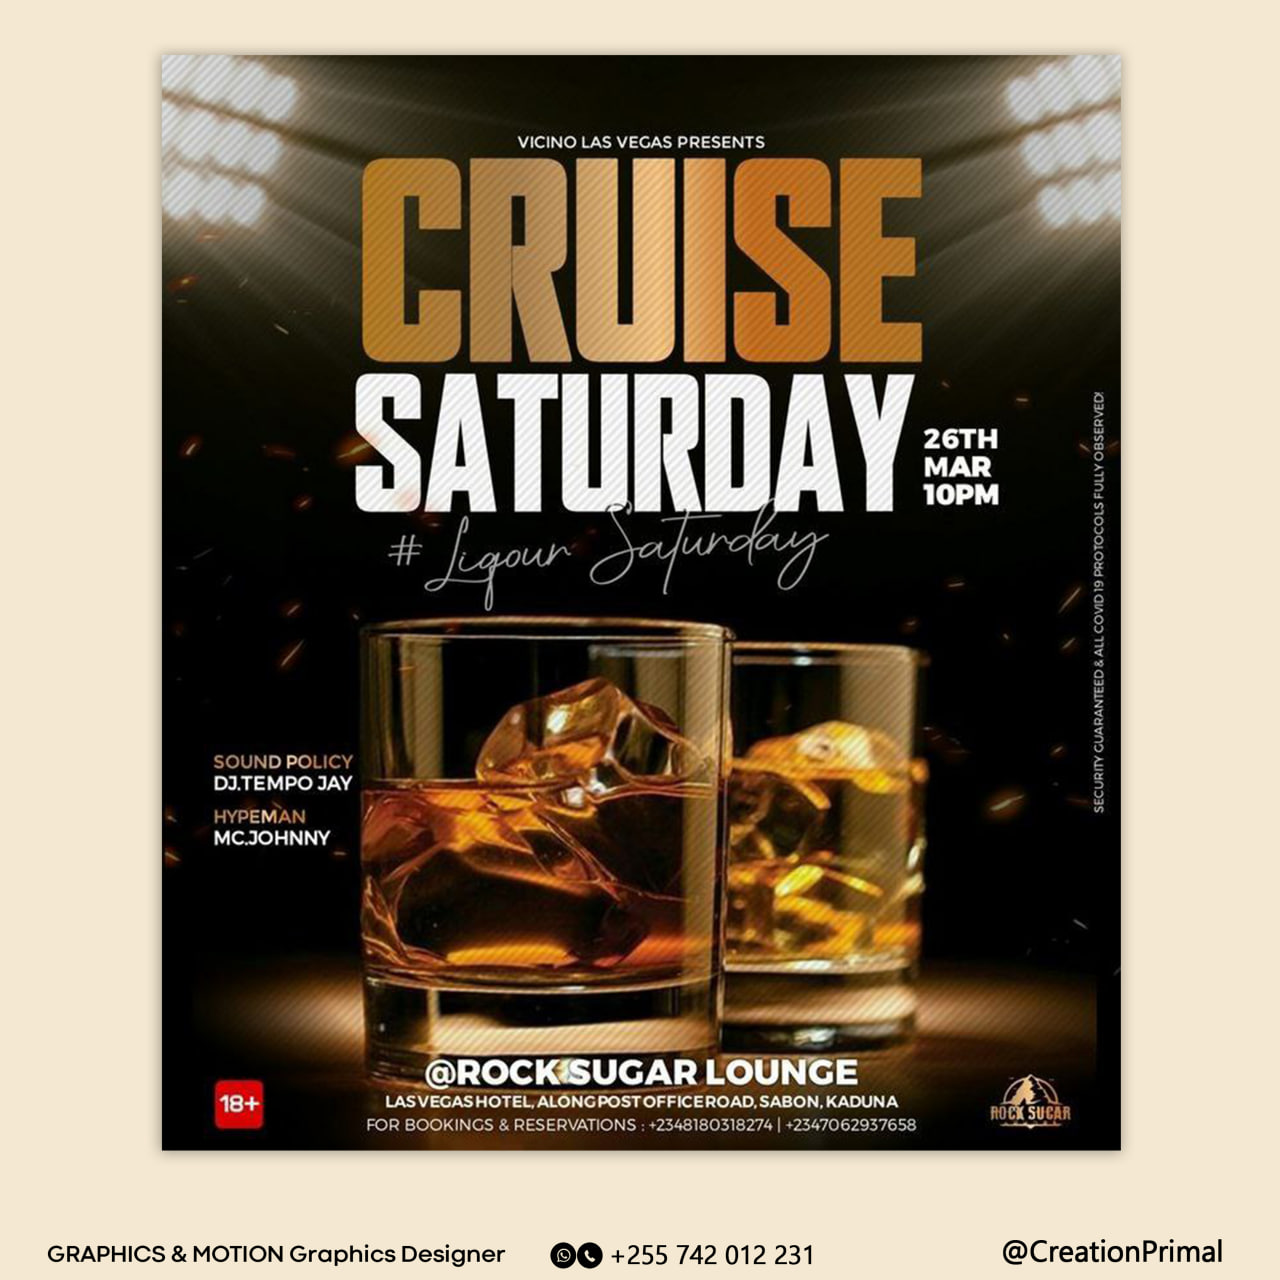 VICINO LAS VEGAS PRESENTS
CRUISE
SATURDAY
26TH
MAR
10PM
# Liqour Saturday
SECURITY GUARANTEED & ALL COVID 19 PROTOCOLS FULLY OBSERVED!
SOUND POLICY
DJ.TEMPO JAY
HYPEMAN
MC.JOHNNY
@ROCK SUGAR LOUNGE
LAS VEGAS HOTEL, ALONG POST OFFICE ROAD, SABON, KADUNA
FOR BOOKINGS & RESERVATIONS : +2348180318274 | +2347062937658
18+
ROCK SUGAR
GRAPHICS & MOTION Graphics Designer
+255 742 012 231
@CreationPrimal